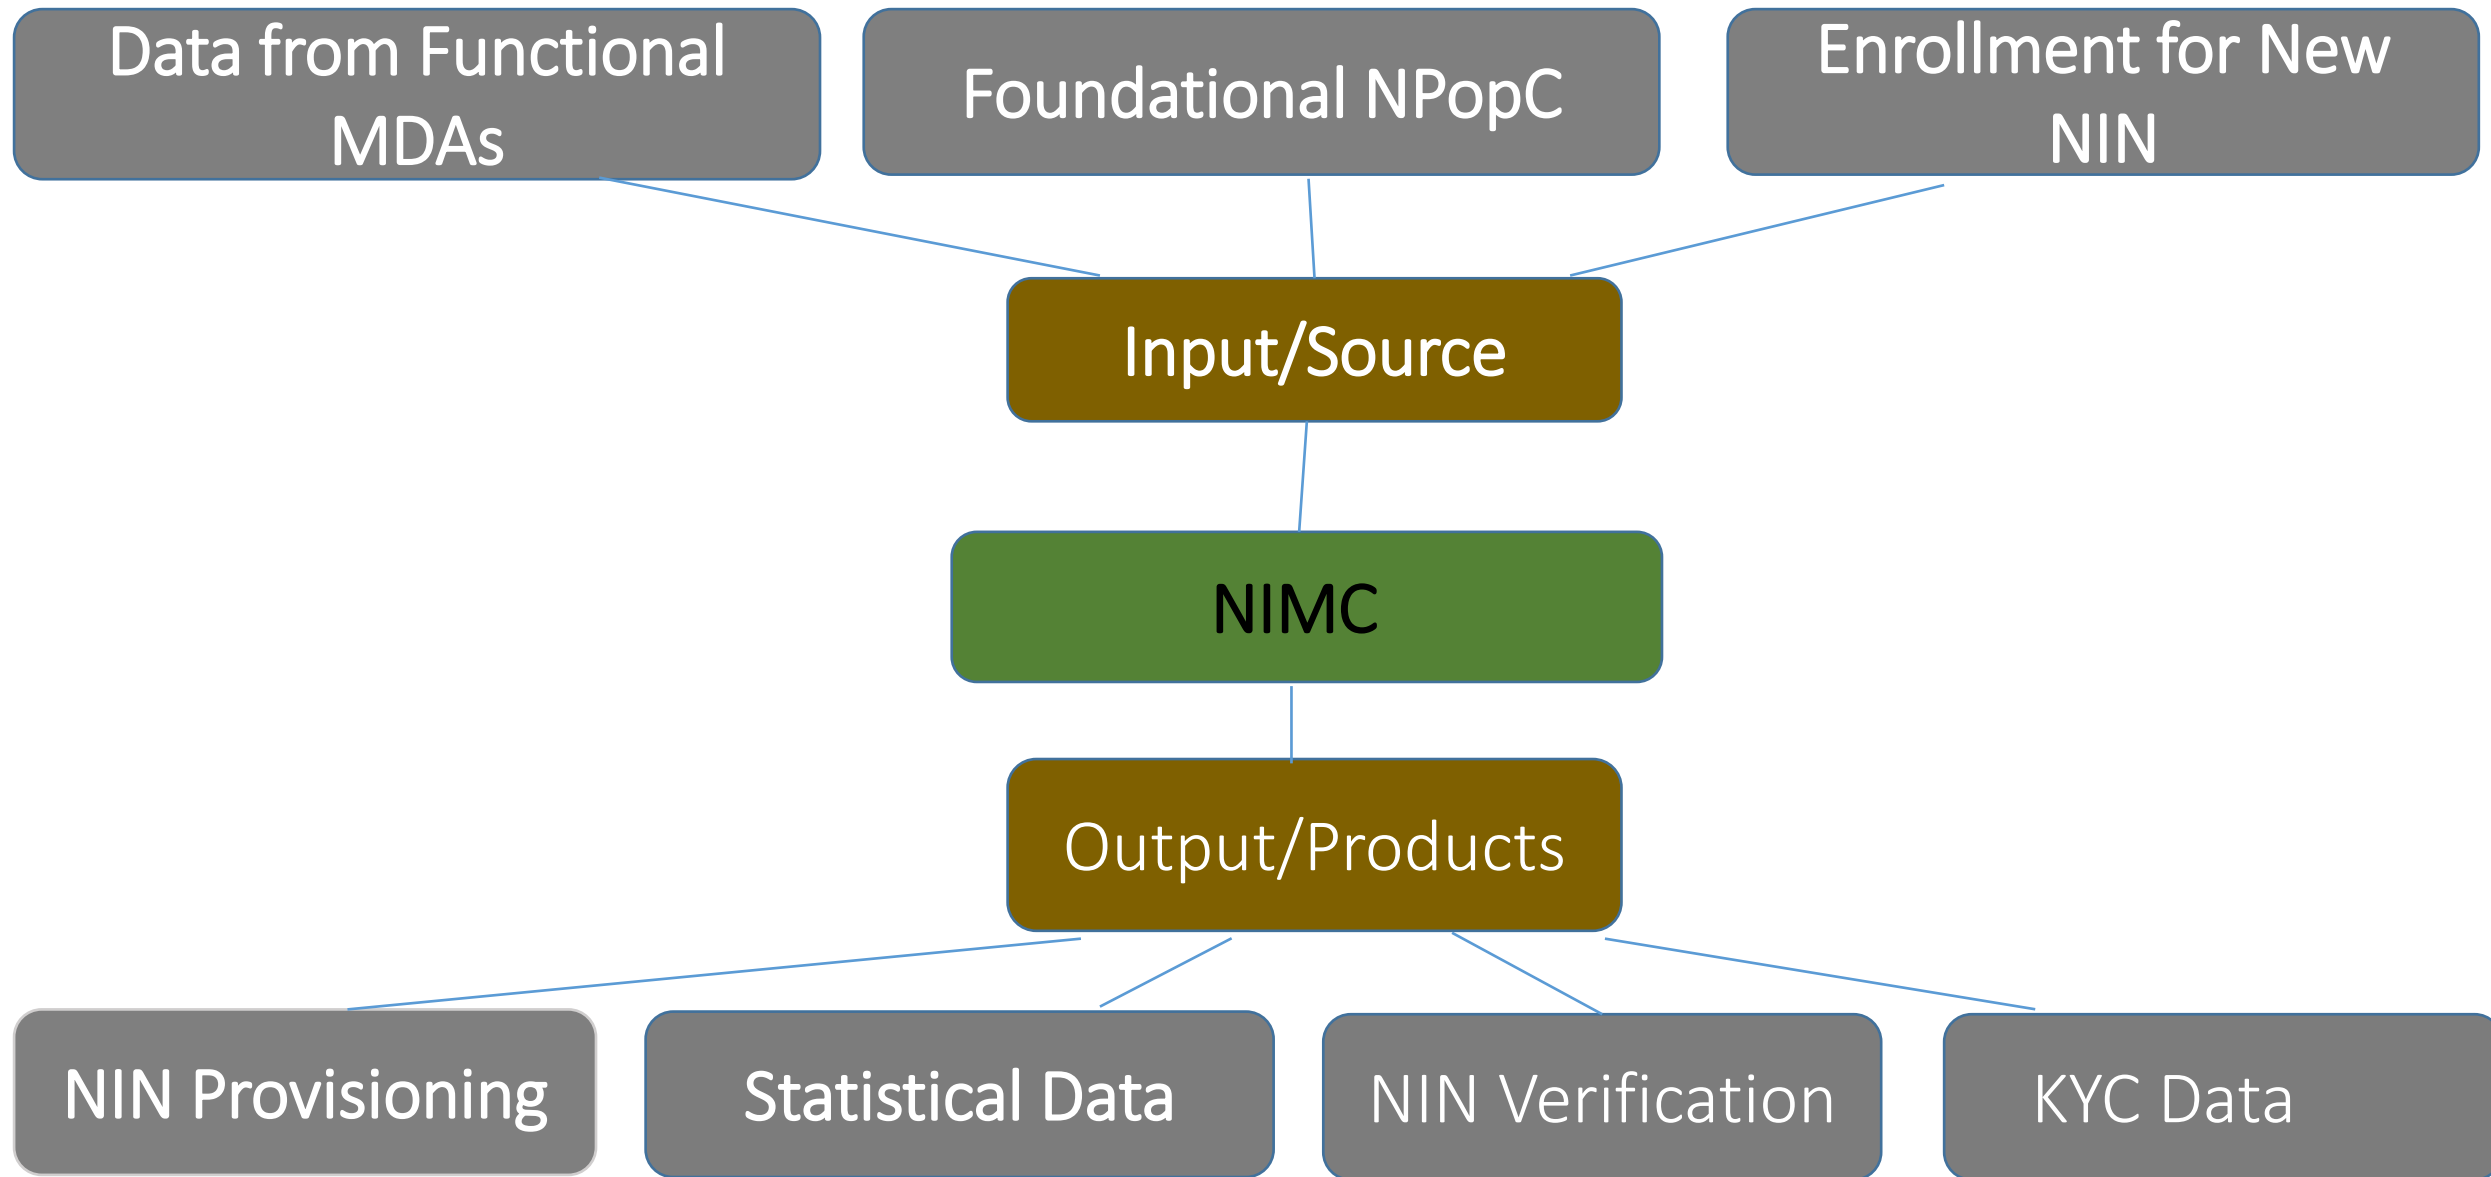 Data from Functional
MDAs
Foundational NPopC
Enrollment for New
NIN
Input/Source
NIMC
Output/Products
NIN Provisioning
Statistical Data
NIN Verification
KYC Data